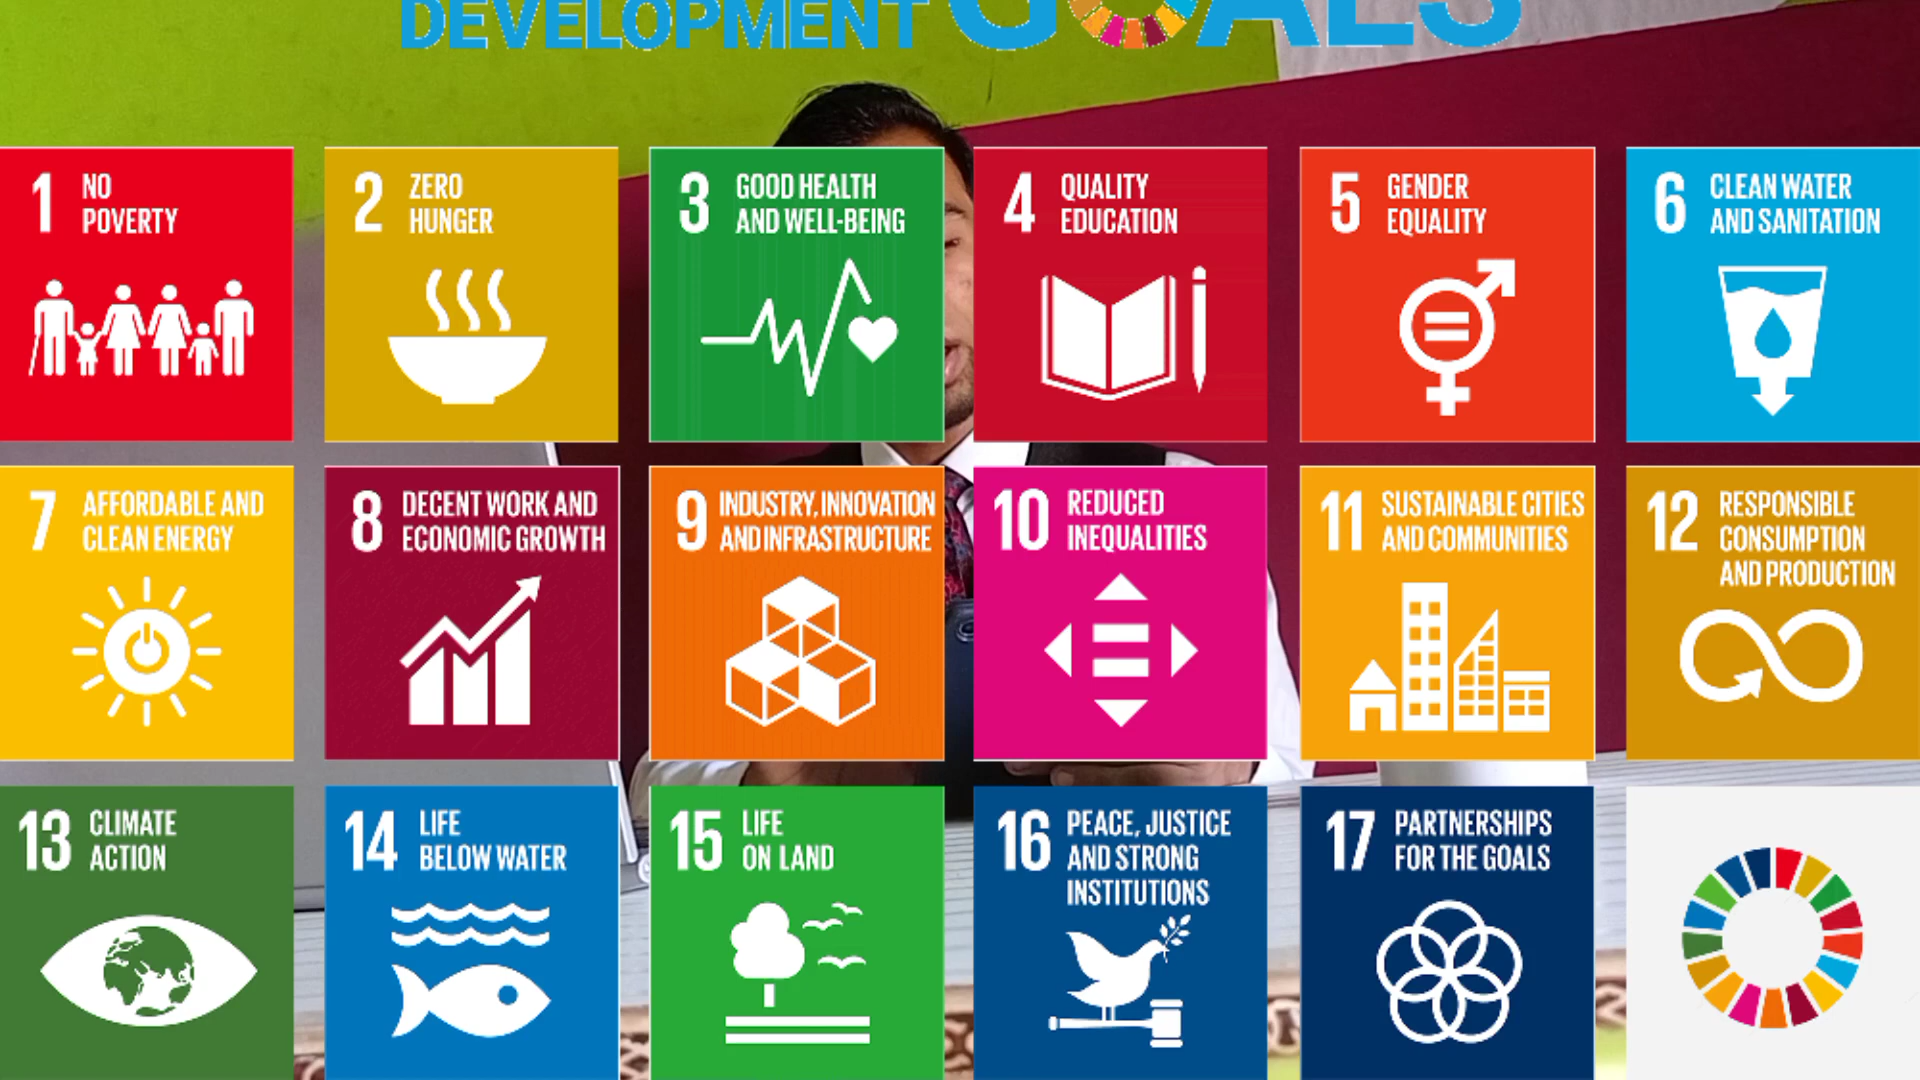 DEVELOPMENT GOALS
1 NO
POVERTY
2 ZERO
HUNGER
3 GOOD HEALTH
AND WELL-BEING
4 QUALITY
EDUCATION
5 GENDER
EQUALITY
6 CLEAN WATER
AND SANITATION
7 AFFORDABLE AND
CLEAN ENERGY
8 DECENT WORK AND
ECONOMIC GROWTH
9 INDUSTRY, INNOVATION
AND INFRASTRUCTURE
10 REDUCED
INEQUALITIES
11 SUSTAINABLE CITIES
AND COMMUNITIES
12 RESPONSIBLE
CONSUMPTION
AND PRODUCTION
13 CLIMATE
ACTION
14 LIFE
BELOW WATER
15 LIFE
ON LAND
16 PEACE, JUSTICE
AND STRONG
INSTITUTIONS
17 PARTNERSHIPS
FOR THE GOALS